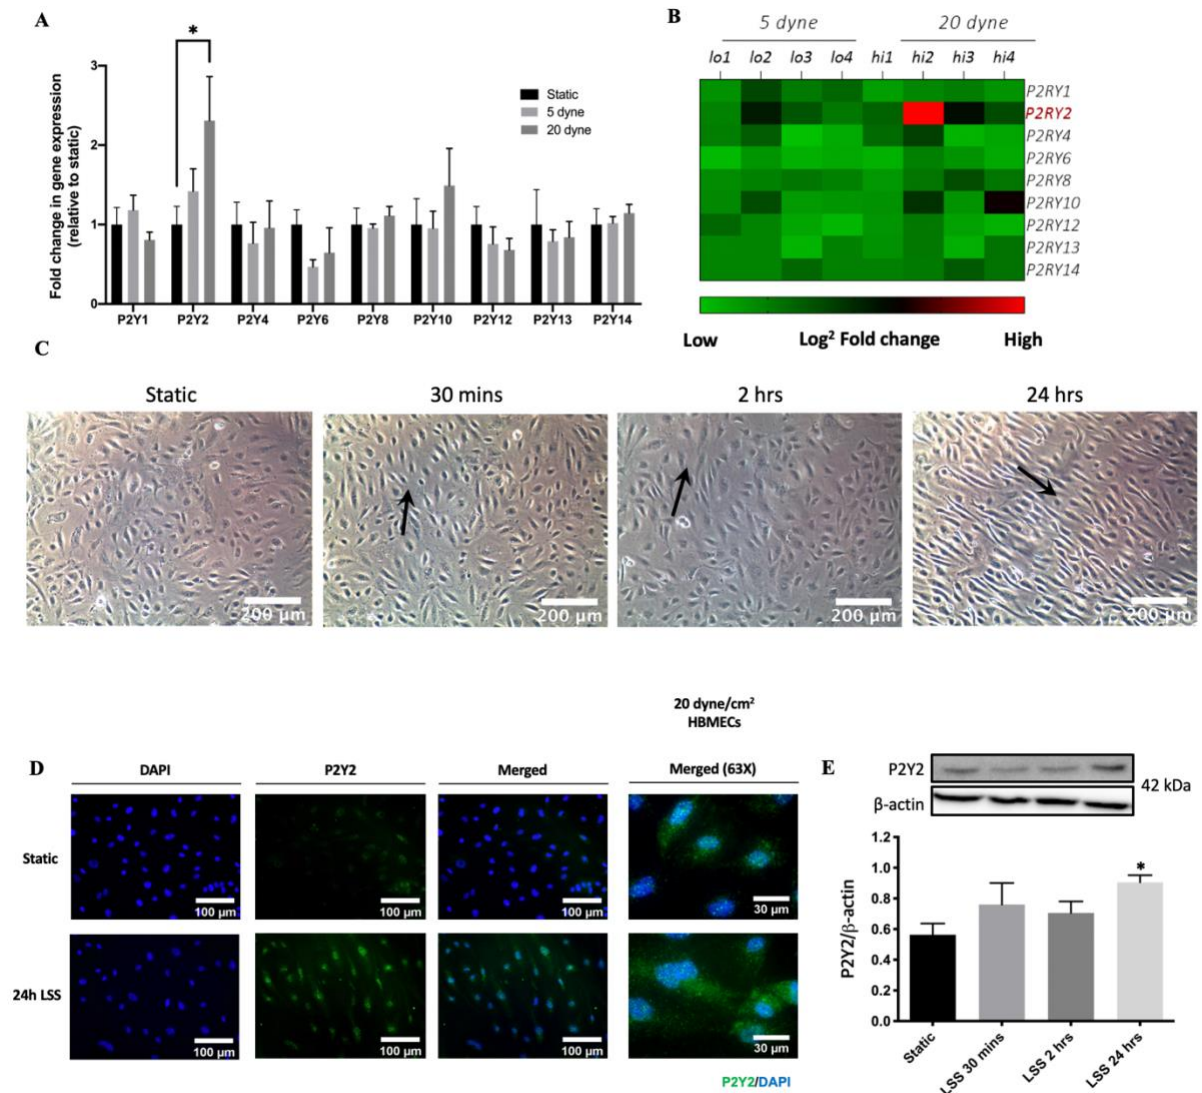 A
*
Fold change in gene expression
(relative to static)
3
2
1
0
Static
5 dyne
20 dyne
P2Y1 P2Y2 P2Y4 P2Y6 P2Y8 P2Y10 P2Y12 P2Y13 P2Y14
B
5 dyne 20 dyne
lo1 lo2 lo3 lo4 hi1 hi2 hi3 hi4
P2RY1
P2RY2
P2RY4
P2RY6
P2RY8
P2RY10
P2RY12
P2RY13
P2RY14
Low Log² Fold change High
C
Static 30 mins 2 hrs 24 hrs
200 µm 200 µm 200 µm 200 µm
20 dyne/cm²
HBMECs
D
DAPI P2Y2 Merged Merged (63X)
Static
100 µm 100 µm 100 µm 30 µm
24h LSS
100 µm 100 µm 100 µm 30 µm
P2Y2/DAPI
E
P2Y2
β-actin
42 kDa
P2Y2/β-actin
1.2
1.0
0.8
0.6
0.4
0.2
0.0
*
Static LSS 30 mins LSS 2 hrs LSS 24 hrs